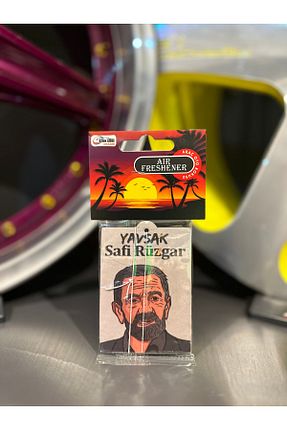 AIR
FRESHENER
YAVŞAK
Safi Rüzgar